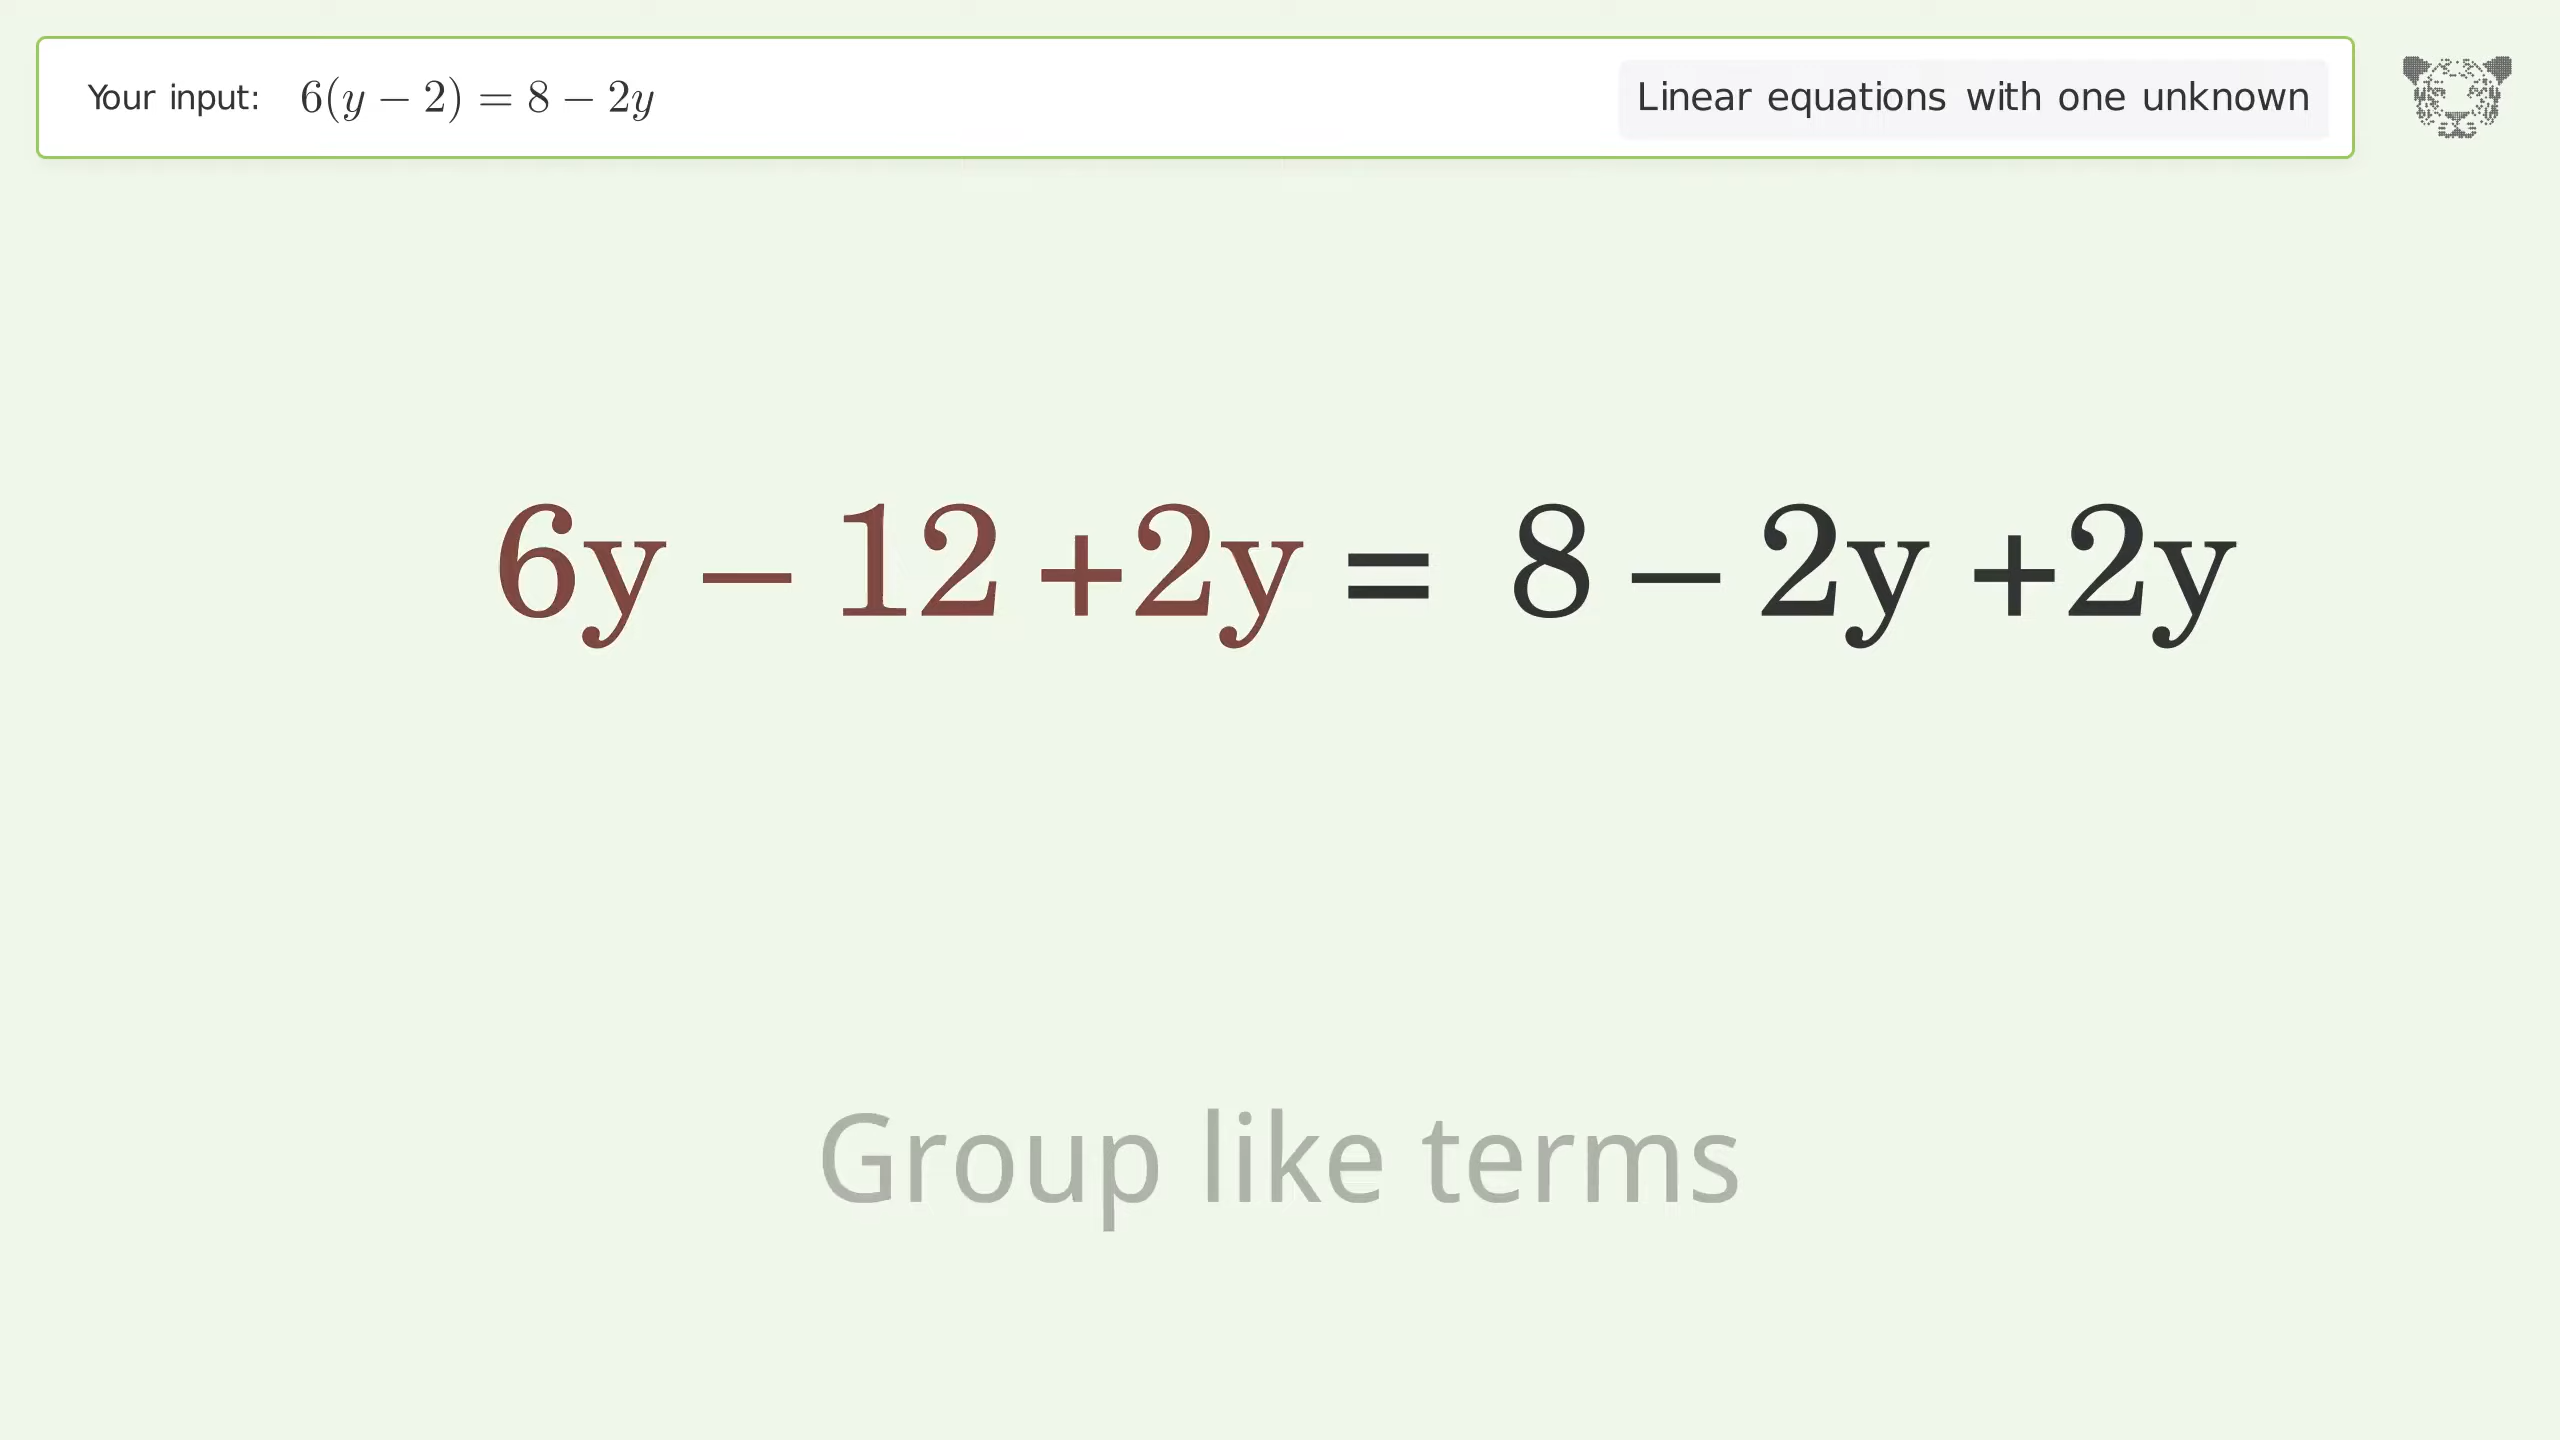 Your input: 6(y − 2) = 8 − 2y
Linear equations with one unknown
6y − 12 +2y = 8 − 2y +2y
Group like terms